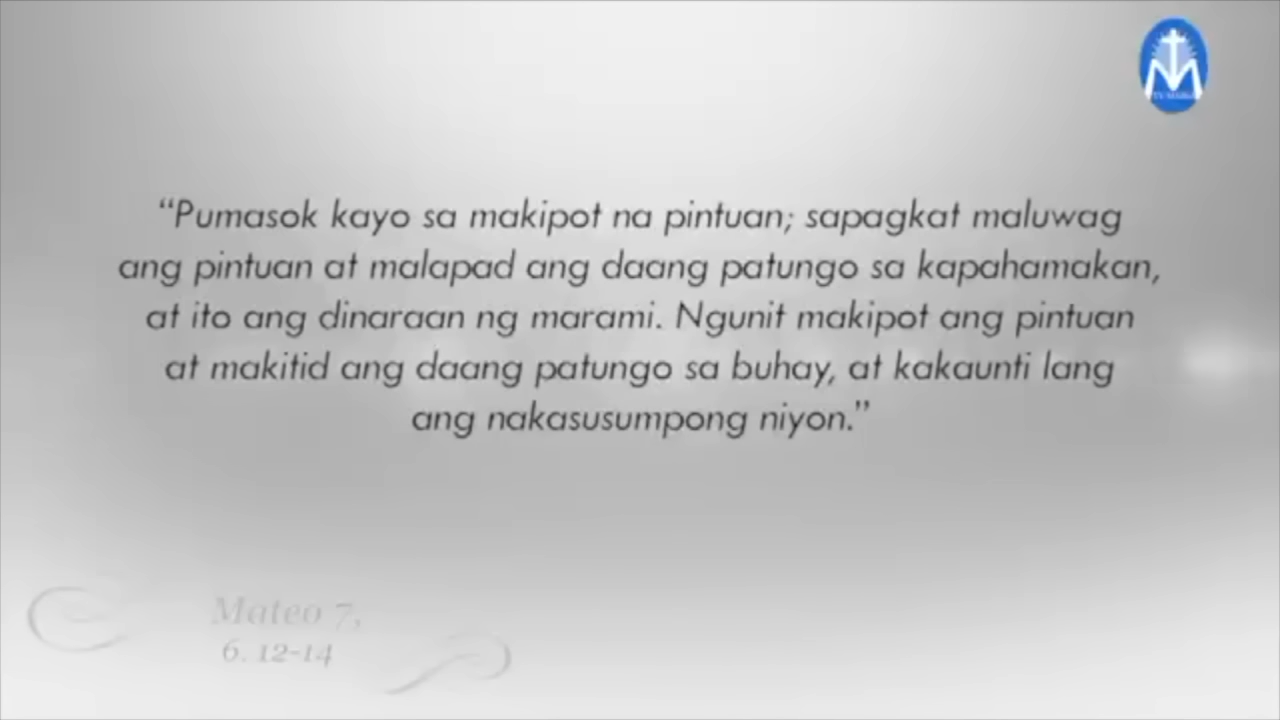 “Pumasok kayo sa makipot na pintuan; sapagkat maluwag
ang pintuan at malapad ang daang patungo sa kapahamakan,
at ito ang dinaraan ng marami. Ngunit makipot ang pintuan
at makitid ang daang patungo sa buhay, at kakaunti lang
ang nakasusumpong niyon.”
Mateo 7,
6. 12-14